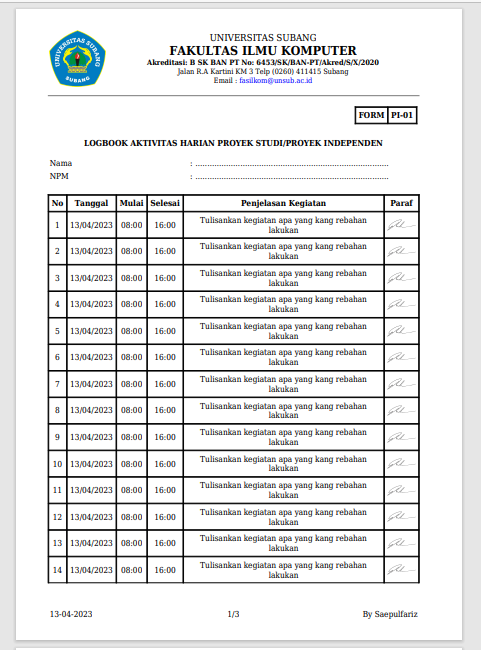 UNIVERSITAS SUBANG
SUBANG
UNIVERSITAS SUBANG
FAKULTAS ILMU KOMPUTER
Akreditasi: B SK BAN PT No: 6453/SK/BAN-PT/Akred/S/X/2020
Jalan R.A Kartini KM 3 Telp (0260) 411415 Subang
Email : fasilkom@unsub.ac.id
FORM PI-01
LOGBOOK AKTIVITAS HARIAN PROYEK STUDI/PROYEK INDEPENDEN
Nama : ................................................................................
NPM : ................................................................................
No Tanggal Mulai Selesai Penjelasan Kegiatan Paraf
1 13/04/2023 08:00 16:00 Tulisankan kegiatan apa yang kang rebahan
lakukan
2 13/04/2023 08:00 16:00 Tulisankan kegiatan apa yang kang rebahan
lakukan
3 13/04/2023 08:00 16:00 Tulisankan kegiatan apa yang kang rebahan
lakukan
4 13/04/2023 08:00 16:00 Tulisankan kegiatan apa yang kang rebahan
lakukan
5 13/04/2023 08:00 16:00 Tulisankan kegiatan apa yang kang rebahan
lakukan
6 13/04/2023 08:00 16:00 Tulisankan kegiatan apa yang kang rebahan
lakukan
7 13/04/2023 08:00 16:00 Tulisankan kegiatan apa yang kang rebahan
lakukan
8 13/04/2023 08:00 16:00 Tulisankan kegiatan apa yang kang rebahan
lakukan
9 13/04/2023 08:00 16:00 Tulisankan kegiatan apa yang kang rebahan
lakukan
10 13/04/2023 08:00 16:00 Tulisankan kegiatan apa yang kang rebahan
lakukan
11 13/04/2023 08:00 16:00 Tulisankan kegiatan apa yang kang rebahan
lakukan
12 13/04/2023 08:00 16:00 Tulisankan kegiatan apa yang kang rebahan
lakukan
13 13/04/2023 08:00 16:00 Tulisankan kegiatan apa yang kang rebahan
lakukan
14 13/04/2023 08:00 16:00 Tulisankan kegiatan apa yang kang rebahan
lakukan
13-04-2023 1/3 By Saepulfariz